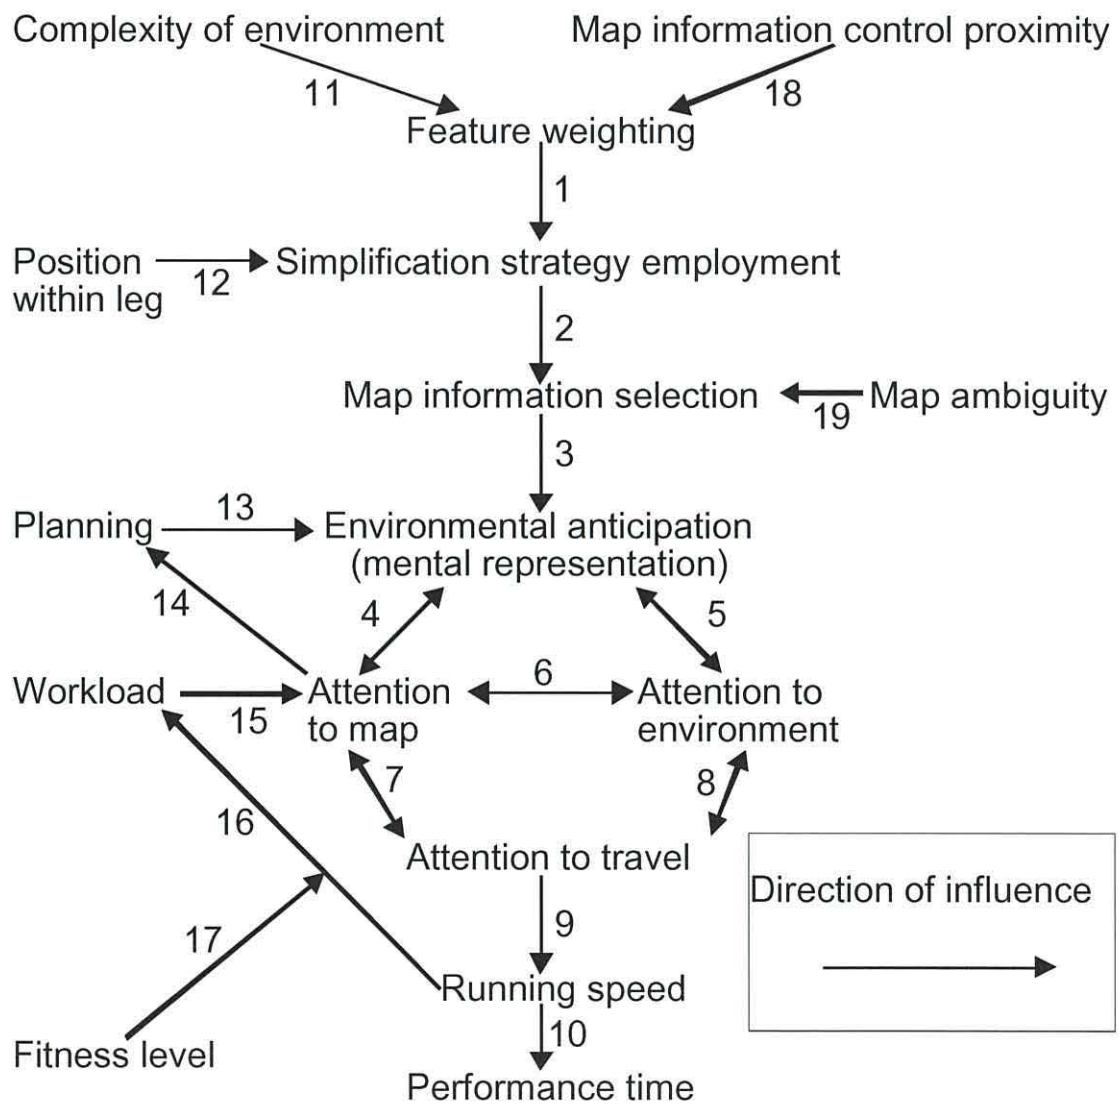 Complexity of environment
Map information control proximity
11
18
Feature weighting
1
Position
within leg
12
Simplification strategy employment
2
Map information selection
19
Map ambiguity
3
Planning
13
Environmental anticipation
(mental representation)
14
4
5
Workload
15
Attention
to map
6
Attention to
environment
7
8
16
Attention to travel
Direction of influence
17
9
Running speed
10
Fitness level
Performance time